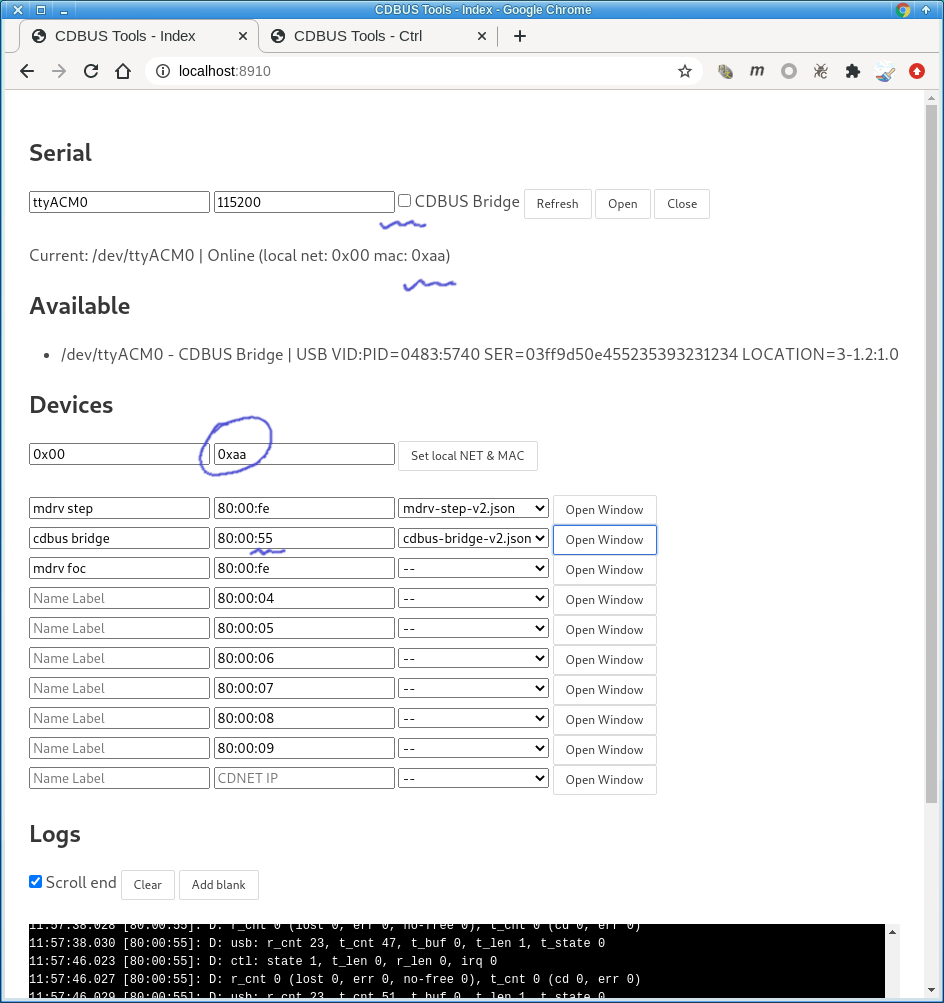 CDBUS Tools - Index - Google Chrome
CDBUS Tools - Index
CDBUS Tools - Ctrl
localhost:8910
m
Serial
ttyACM0 115200 CDBUS Bridge Refresh Open Close
Current: /dev/ttyACM0 | Online (local net: 0x00 mac: 0xaa)
Available
• /dev/ttyACM0 - CDBUS Bridge | USB VID:PID=0483:5740 SER=03ff9d50e455235393231234 LOCATION=3-1.2:1.0
Devices
0x00 0xaa Set local NET & MAC
mdrv step 80:00:fe mdrv-step-v2.json Open Window
cdbus bridge 80:00:55 cdbus-bridge-v2.json Open Window
mdrv foc 80:00:fe -- Open Window
Name Label 80:00:04 -- Open Window
Name Label 80:00:05 -- Open Window
Name Label 80:00:06 -- Open Window
Name Label 80:00:07 -- Open Window
Name Label 80:00:08 -- Open Window
Name Label 80:00:09 -- Open Window
Name Label CDNET IP -- Open Window
Logs
Scroll end Clear Add blank
11:57:38.028 [80:00:55]: D: r_cnt 0 (lost 0, err 0, no-free 0), t_cnt 0 (cd 0, err 0)
11:57:38.030 [80:00:55]: D: usb: r_cnt 23, t_cnt 47, t_buf 0, t_len 1, t_state 0
11:57:46.023 [80:00:55]: D: ctl: state 1, t_len 0, r_len 0, irq 0
11:57:46.027 [80:00:55]: D: r_cnt 0 (lost 0, err 0, no-free 0), t_cnt 0 (cd 0, err 0)
11:57:46.029 [80:00:55]: D: usb: r_cnt 23, t_cnt 51, t_buf 0, t_len 1, t_state 0